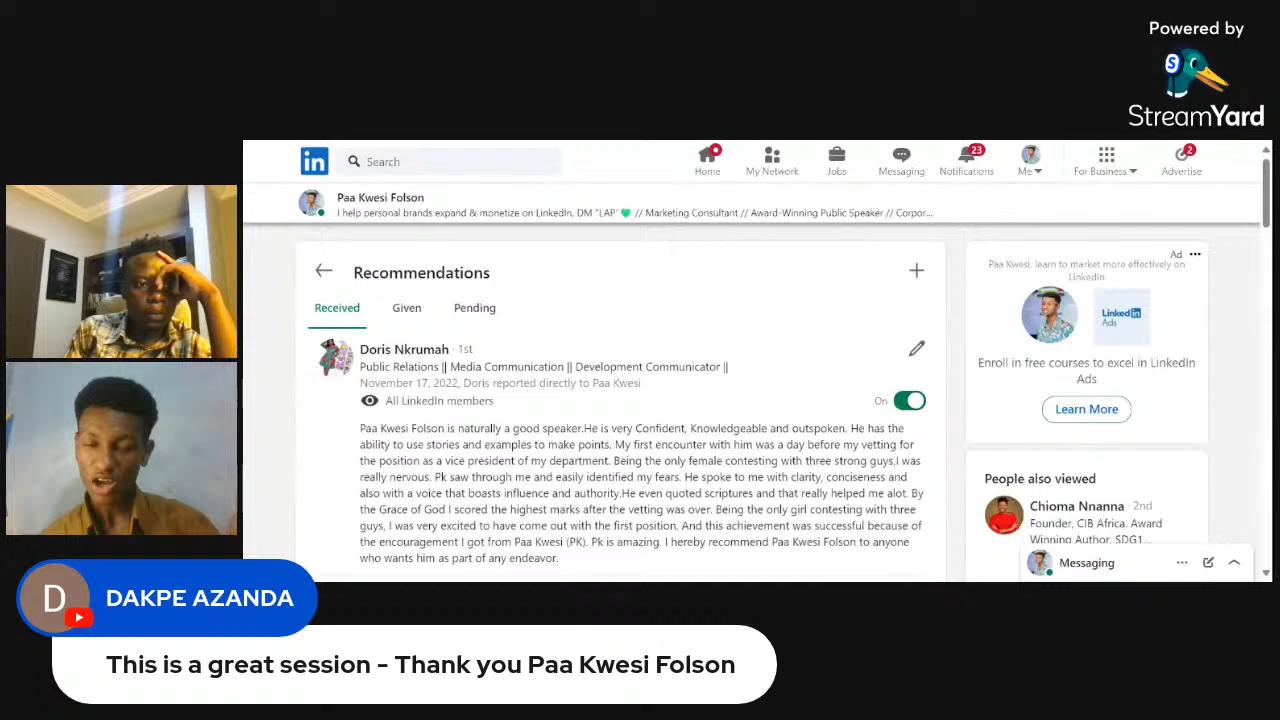 Powered by
StreamYard
in
Search
Home
My Network
Jobs
Messaging
23
Notifications
Me
For Business
2
Advertise
Paa Kwesi Folson
I help personal brands expand & monetize on LinkedIn, DM "LAP"💚 // Marketing Consultant // Award-Winning Public Speaker // Corpor...
Recommendations
Received
Given
Pending
Doris Nkrumah · 1st
Public Relations || Media Communication || Development Communicator ||
November 17, 2022, Doris reported directly to Paa Kwesi
All LinkedIn members
On
Paa Kwesi Folson is naturally a good speaker.He is very Confident, Knowledgeable and outspoken. He has the
ability to use stories and examples to make points. My first encounter with him was a day before my vetting for
the position as a vice president of my department. Being the only female contesting with three strong guys,I was
really nervous. Pk saw through me and easily identified my fears. He spoke to me with clarity, conciseness and
also with a voice that boasts influence and authority.He even quoted scriptures and that really helped me alot. By
the Grace of God I scored the highest marks after the vetting was over. Being the only girl contesting with three
guys, I was very excited to have come out with the first position. And this achievement was successful because of
the encouragement I got from Paa Kwesi (PK). Pk is amazing. I hereby recommend Paa Kwesi Folson to anyone
who wants him as part of any endeavor.
Ad
Paa Kwesi, learn to market more effectively on
LinkedIn.
Linked in
Ads
Enroll in free courses to excel in LinkedIn
Ads
Learn More
People also viewed
Chioma Nnanna · 2nd
Founder, CIB Africa. Award
Winning Author. SDG1...
Messaging
D
DAKPE AZANDA
This is a great session - Thank you Paa Kwesi Folson